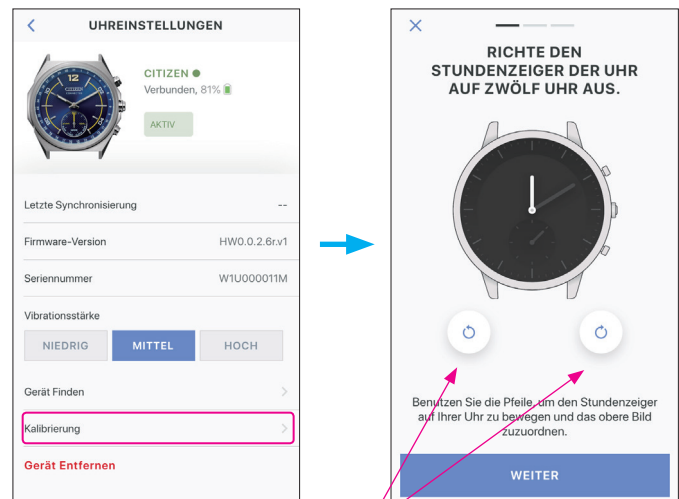 UHREINSTELLUNGEN
12
CITIZEN
CITIZEN
Verbunden, 81%
AKTIV
Letzte Synchronisierung --
Firmware-Version HW0.0.2.6r.v1
Seriennummer W1U000011M
Vibrationsstärke
NIEDRIG MITTEL HOCH
Gerät Finden
Kalibrierung
Gerät Entfernen
RICHTE DEN
STUNDENZEIGER DER UHR
AUF ZWÖLF UHR AUS.
Benutzen Sie die Pfeile, um den Stundenzeiger
auf Ihrer Uhr zu bewegen und das obere Bild
zuzuordnen.
WEITER